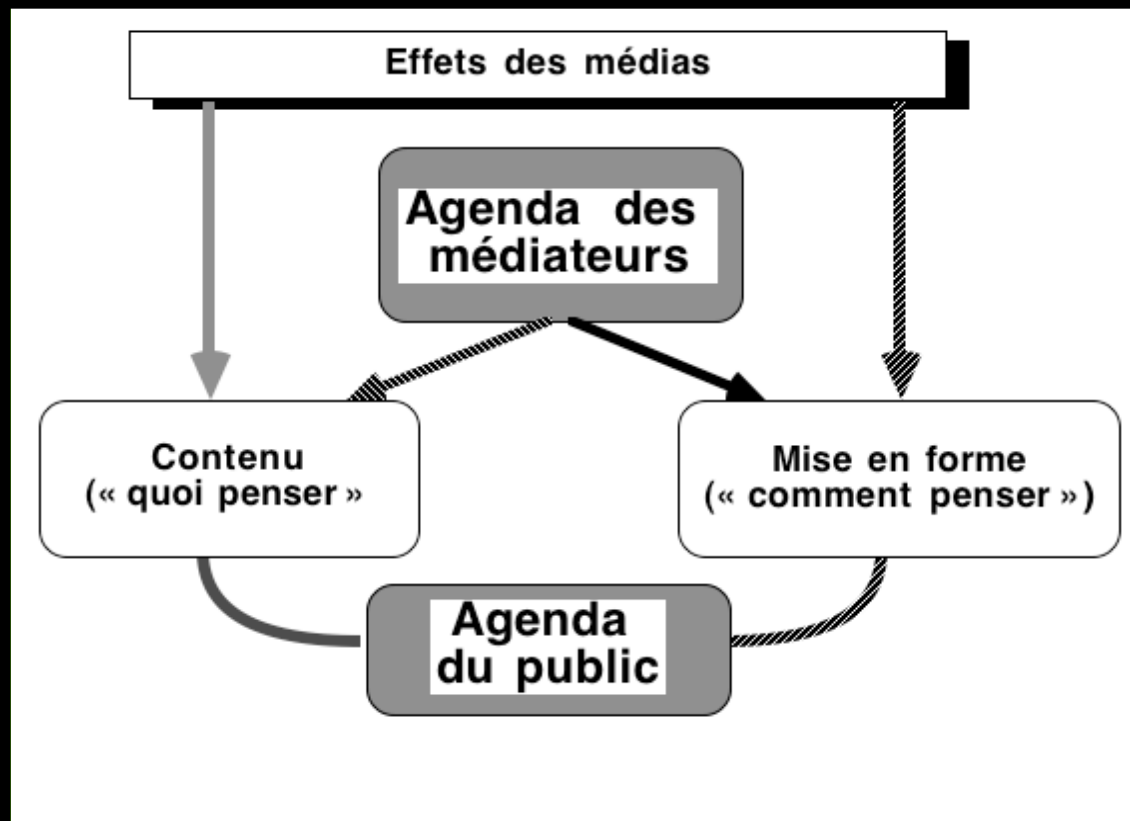 Effets des médias
Agenda des
médiateurs
Contenu
(« quoi penser »
Mise en forme
(« comment penser »)
Agenda
du public